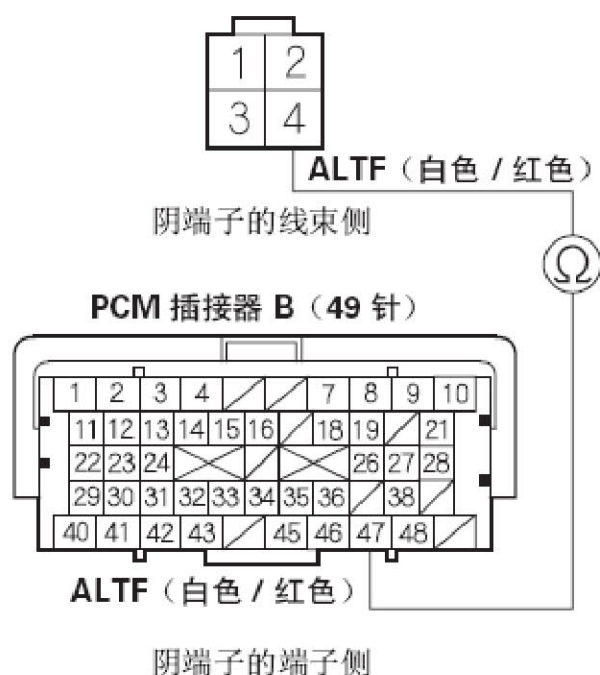 1 2
3 4
ALTF（白色 / 红色）
阴端子的线束侧
Ω
PCM 插接器 B（49 针）
1 2 3 4 7 8 9 10
11 12 13 14 15 16 18 19 21
22 23 24 26 27 28
29 30 31 32 33 34 35 36 38
40 41 42 43 45 46 47 48
ALTF（白色 / 红色）
阴端子的端子侧